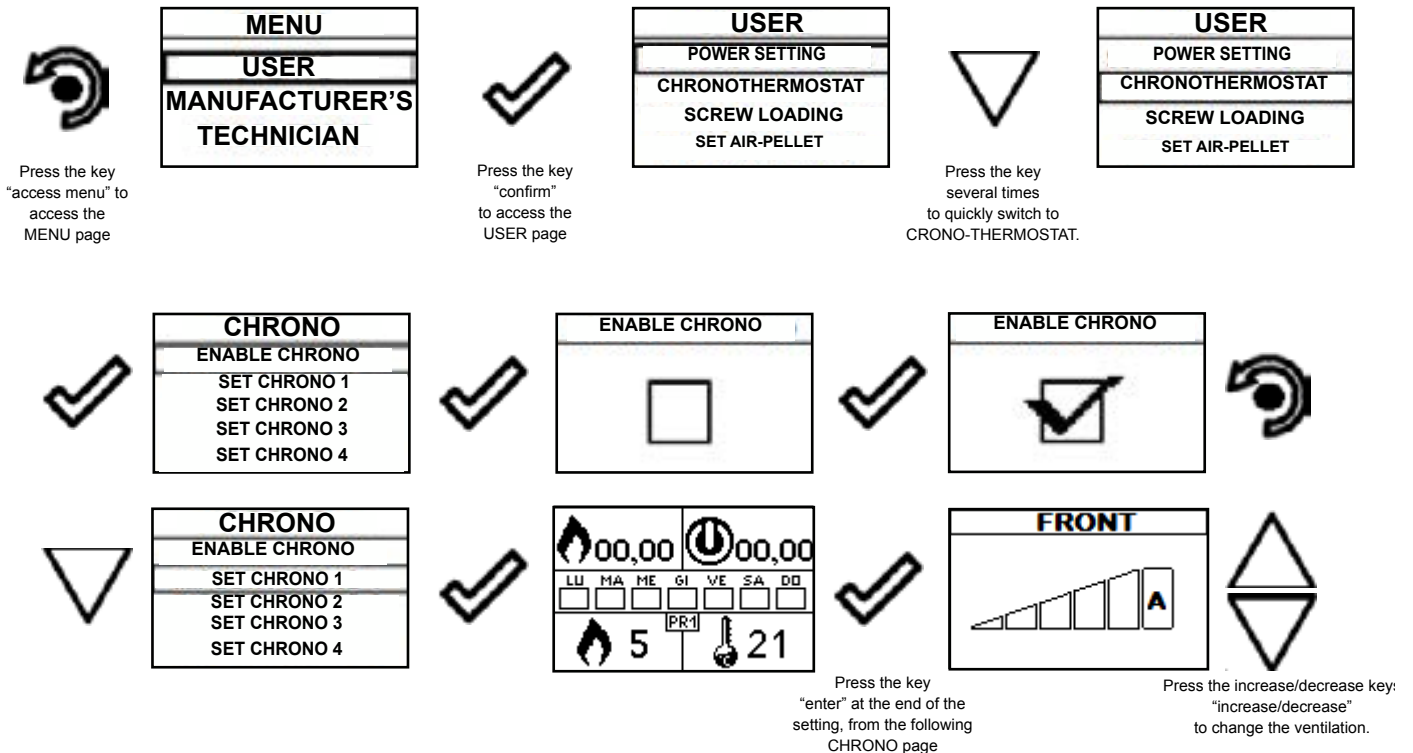 MENU
USER
MANUFACTURER'S
TECHNICIAN
Press the key
“access menu” to
access the
MENU page
Press the key
“confirm”
to access the
USER page
USER
POWER SETTING
CHRONOTHERMOSTAT
SCREW LOADING
SET AIR-PELLET
Press the key
several times
to quickly switch to
CRONO-THERMOSTAT.
USER
POWER SETTING
CHRONOTHERMOSTAT
SCREW LOADING
SET AIR-PELLET
CHRONO
ENABLE CHRONO
SET CHRONO 1
SET CHRONO 2
SET CHRONO 3
SET CHRONO 4
ENABLE CHRONO
ENABLE CHRONO
CHRONO
ENABLE CHRONO
SET CHRONO 1
SET CHRONO 2
SET CHRONO 3
SET CHRONO 4
00,00 00,00
LU MA ME GI VE SA DO
PR1
5 21
Press the key
“enter” at the end of the
setting, from the following
CHRONO page
FRONT
A
Press the increase/decrease keys
“increase/decrease”
to change the ventilation.